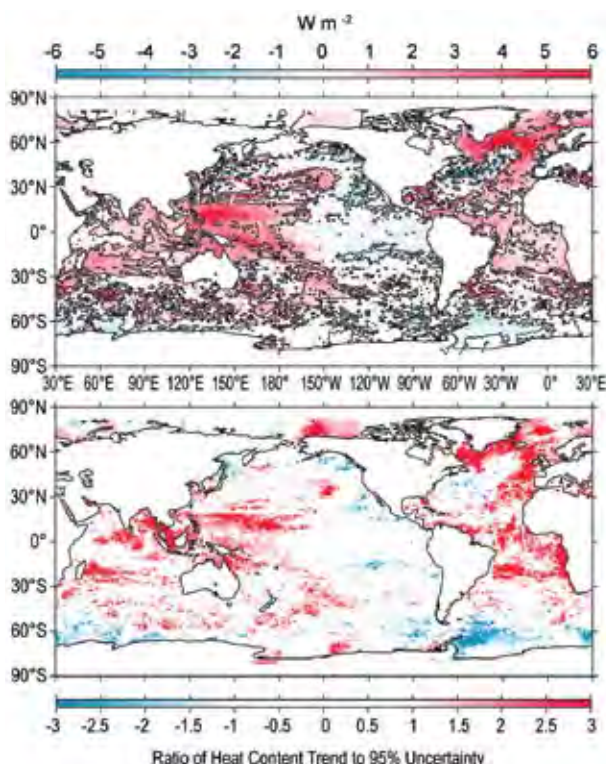 W m -2
-6 -5 -4 -3 -2 -1 0 1 2 3 4 5 6
90°N
60°N
30°N
0°
30°S
60°S
90°S
30°E 60°E 90°E 120°E 150°E 180° 150°W 120°W 90°W 60°W 30°W 0° 30°E
90°N
60°N
30°N
0°
30°S
60°S
90°S
-3 -2.5 -2 -1.5 -1 -0.5 0 0.5 1 1.5 2 2.5 3
Ratio of Heat Content Trend to 95% Uncertainty